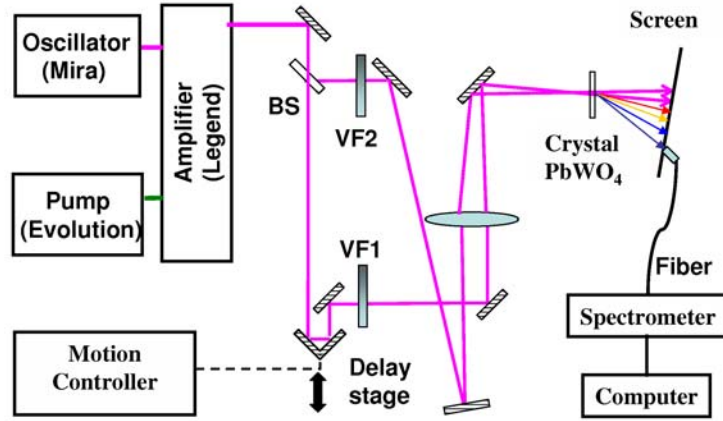 Oscillator
(Mira)
Pump
(Evolution)
Amplifier
(Legend)
BS
VF2
VF1
Motion
Controller
Delay
stage
Screen
Crystal
PbWO₄
Fiber
Spectrometer
Computer